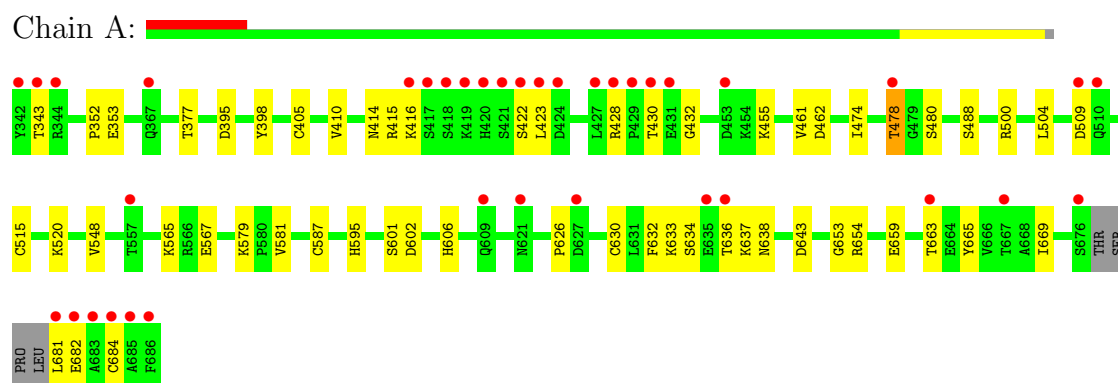 Chain A:
Y342 T343 R344 P352 E353 Q367 T377 D395 Y398 C405 V410 N414 R415 K416 S417 S418 K419 H420 S421 S422 L423 D424 L427 R428 P429 T430 E431 G432 D453 K454 K455 V461 D462 I474 T478 G479 S480 S488 R500 L504 D509 Q510
C515 K520 V548 T557 K565 R566 E567 K579 P580 V581 C587 H595 S601 D602 H606 Q609 N621 P626 D627 C630 L631 F632 K633 S634 E635 T636 K637 N638 D643 G653 R654 E659 T663 E664 Y665 V666 T667 A668 I669 S676 THR SER
PRO LEU L681 E682 A683 C684 A685 F686